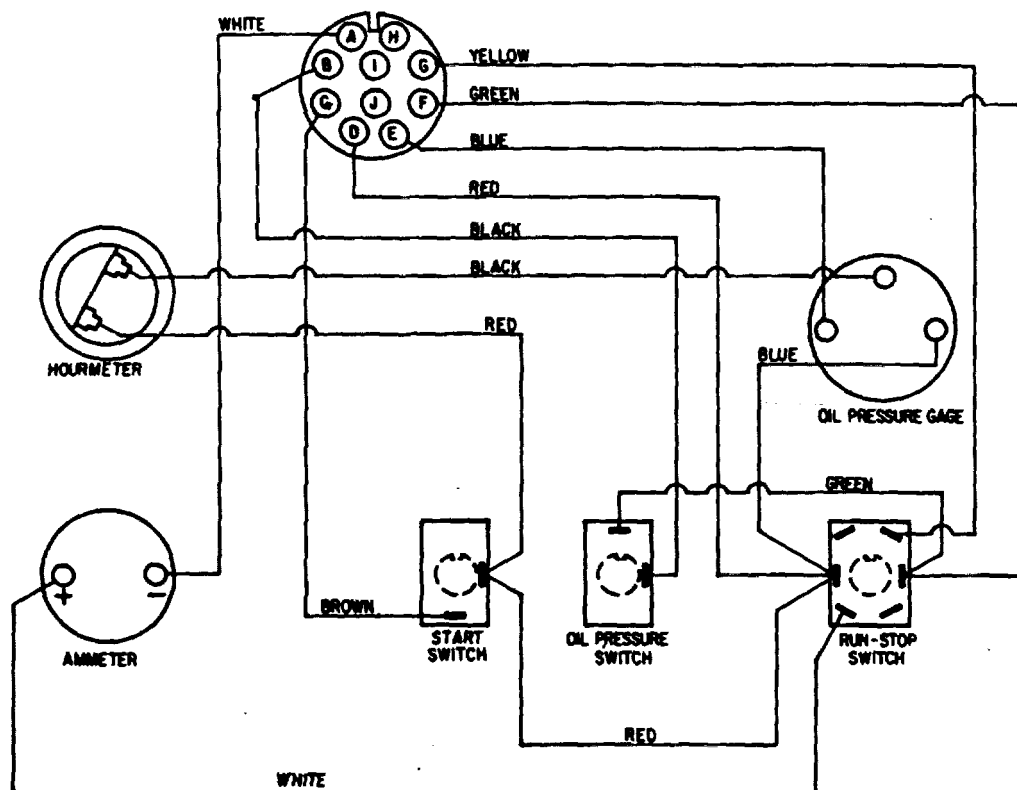 WHITE
A H
B I G
YELLOW
G J F
GREEN
D E
BLUE
RED
BLACK
BLACK
RED
HOURMETER
BLUE
OIL PRESSURE GAGE
GREEN
+ −
BROWN
AMMETER
START
SWITCH
OIL PRESSURE
SWITCH
RUN-STOP
SWITCH
RED
WHITE